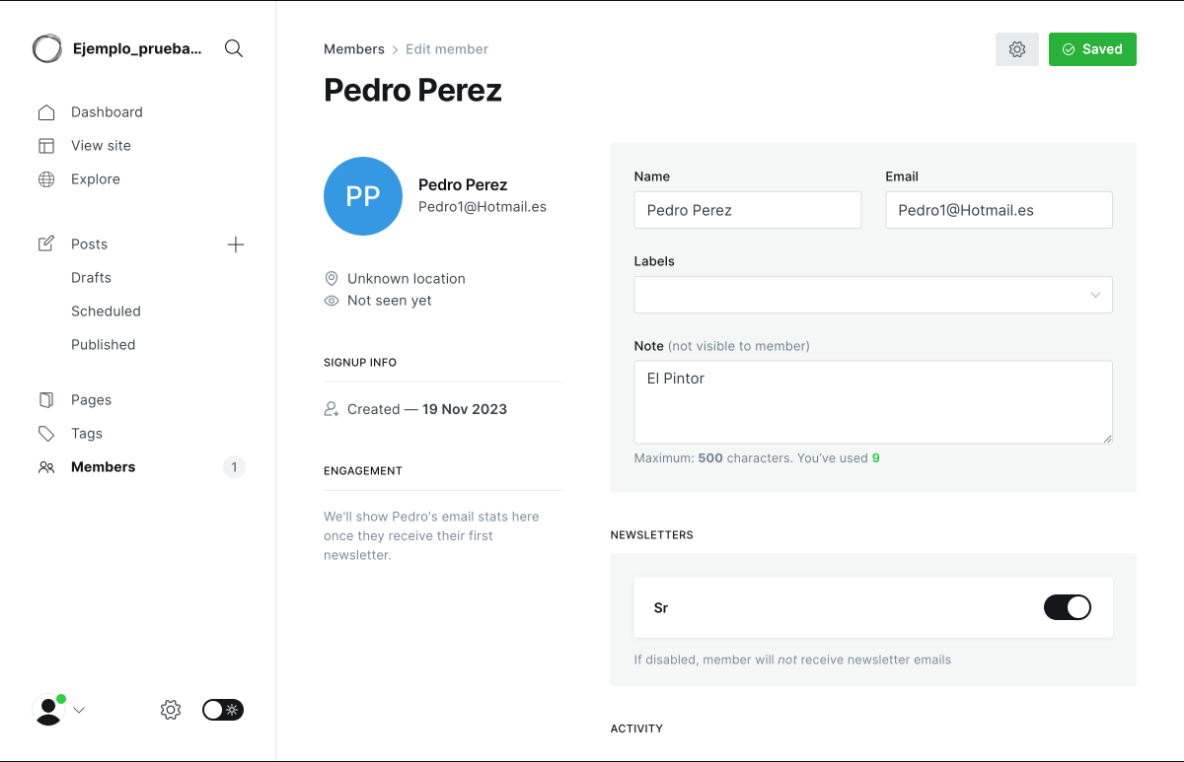 Ejemplo_prueba...
Dashboard
View site
Explore
Posts
Drafts
Scheduled
Published
Pages
Tags
Members 1
Members > Edit member
Saved
Pedro Perez
PP
Pedro Perez
Pedro1@Hotmail.es
Unknown location
Not seen yet
SIGNUP INFO
Created — 19 Nov 2023
ENGAGEMENT
We'll show Pedro's email stats here
once they receive their first
newsletter.
Name
Pedro Perez
Email
Pedro1@Hotmail.es
Labels
Note (not visible to member)
El Pintor
Maximum: 500 characters. You've used 9
NEWSLETTERS
Sr
If disabled, member will not receive newsletter emails
ACTIVITY